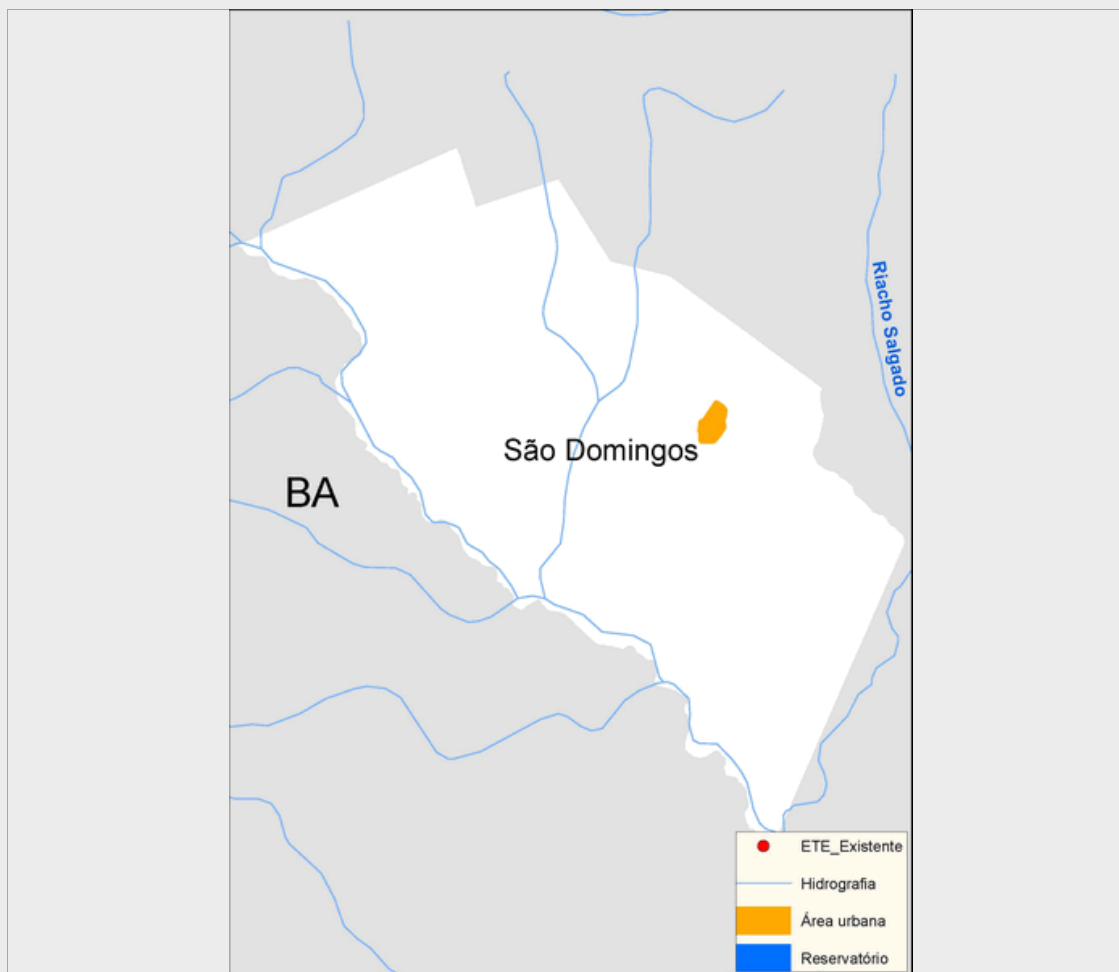 Riacho Salgado
São Domingos
BA
ETE_Existente
Hidrografia
Área urbana
Reservatório